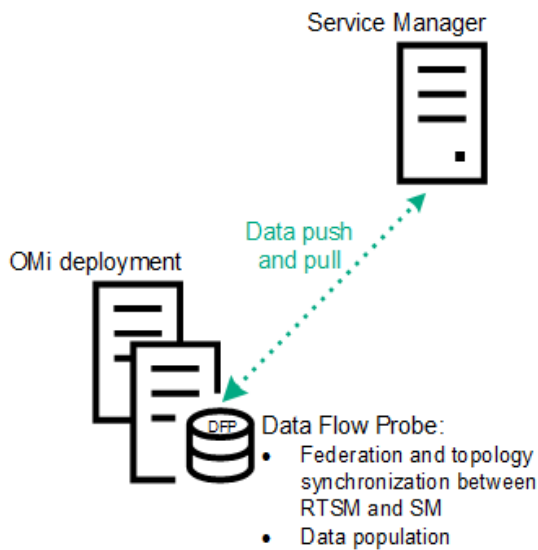 Service Manager
Data push
and pull
OMi deployment
DFP
Data Flow Probe:
• Federation and topology
synchronization between
RTSM and SM
• Data population